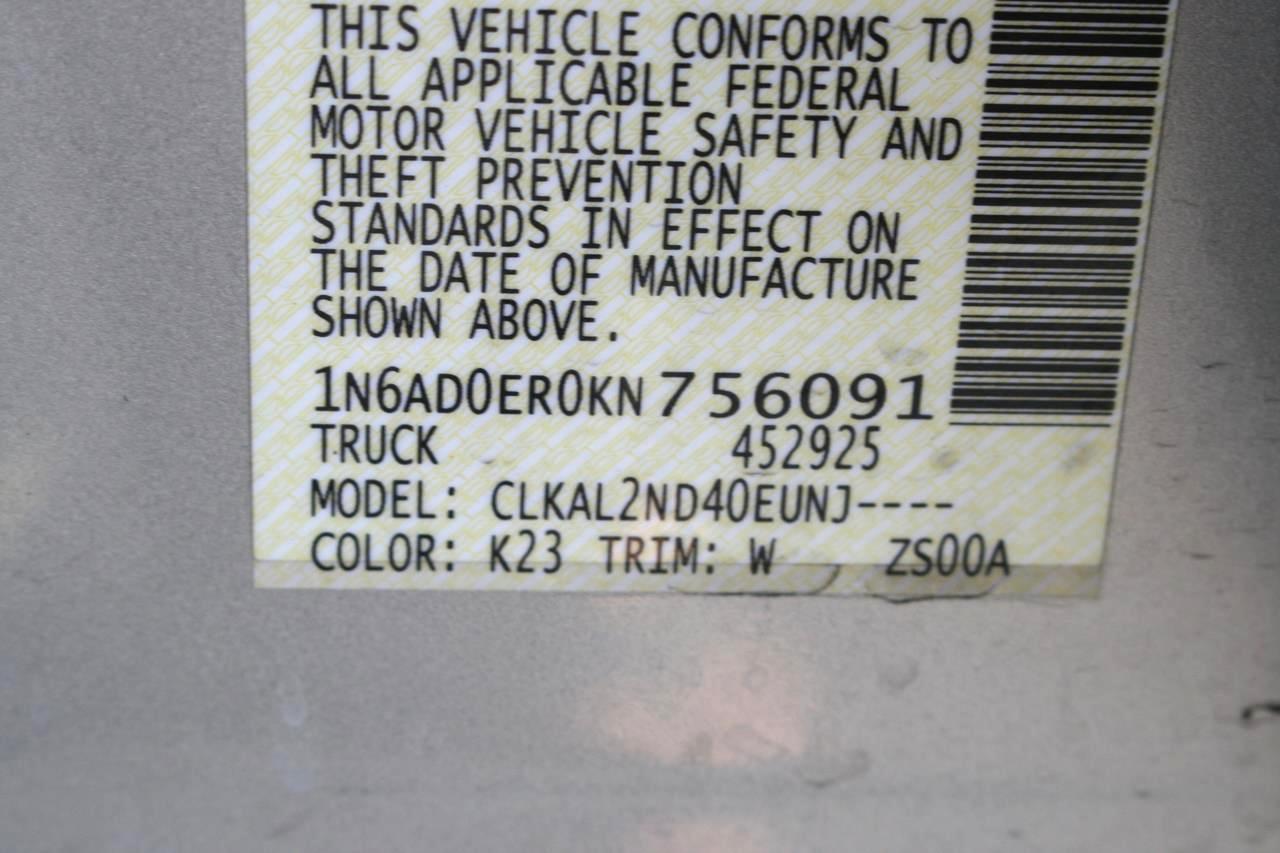 THIS VEHICLE CONFORMS TO
ALL APPLICABLE FEDERAL
MOTOR VEHICLE SAFETY AND
THEFT PREVENTION
STANDARDS IN EFFECT ON
THE DATE OF MANUFACTURE
SHOWN ABOVE.
1N6AD0ER0KN756091
TRUCK 452925
MODEL: CLKAL2ND40EUNJ----
COLOR: K23 TRIM: W ZS00A